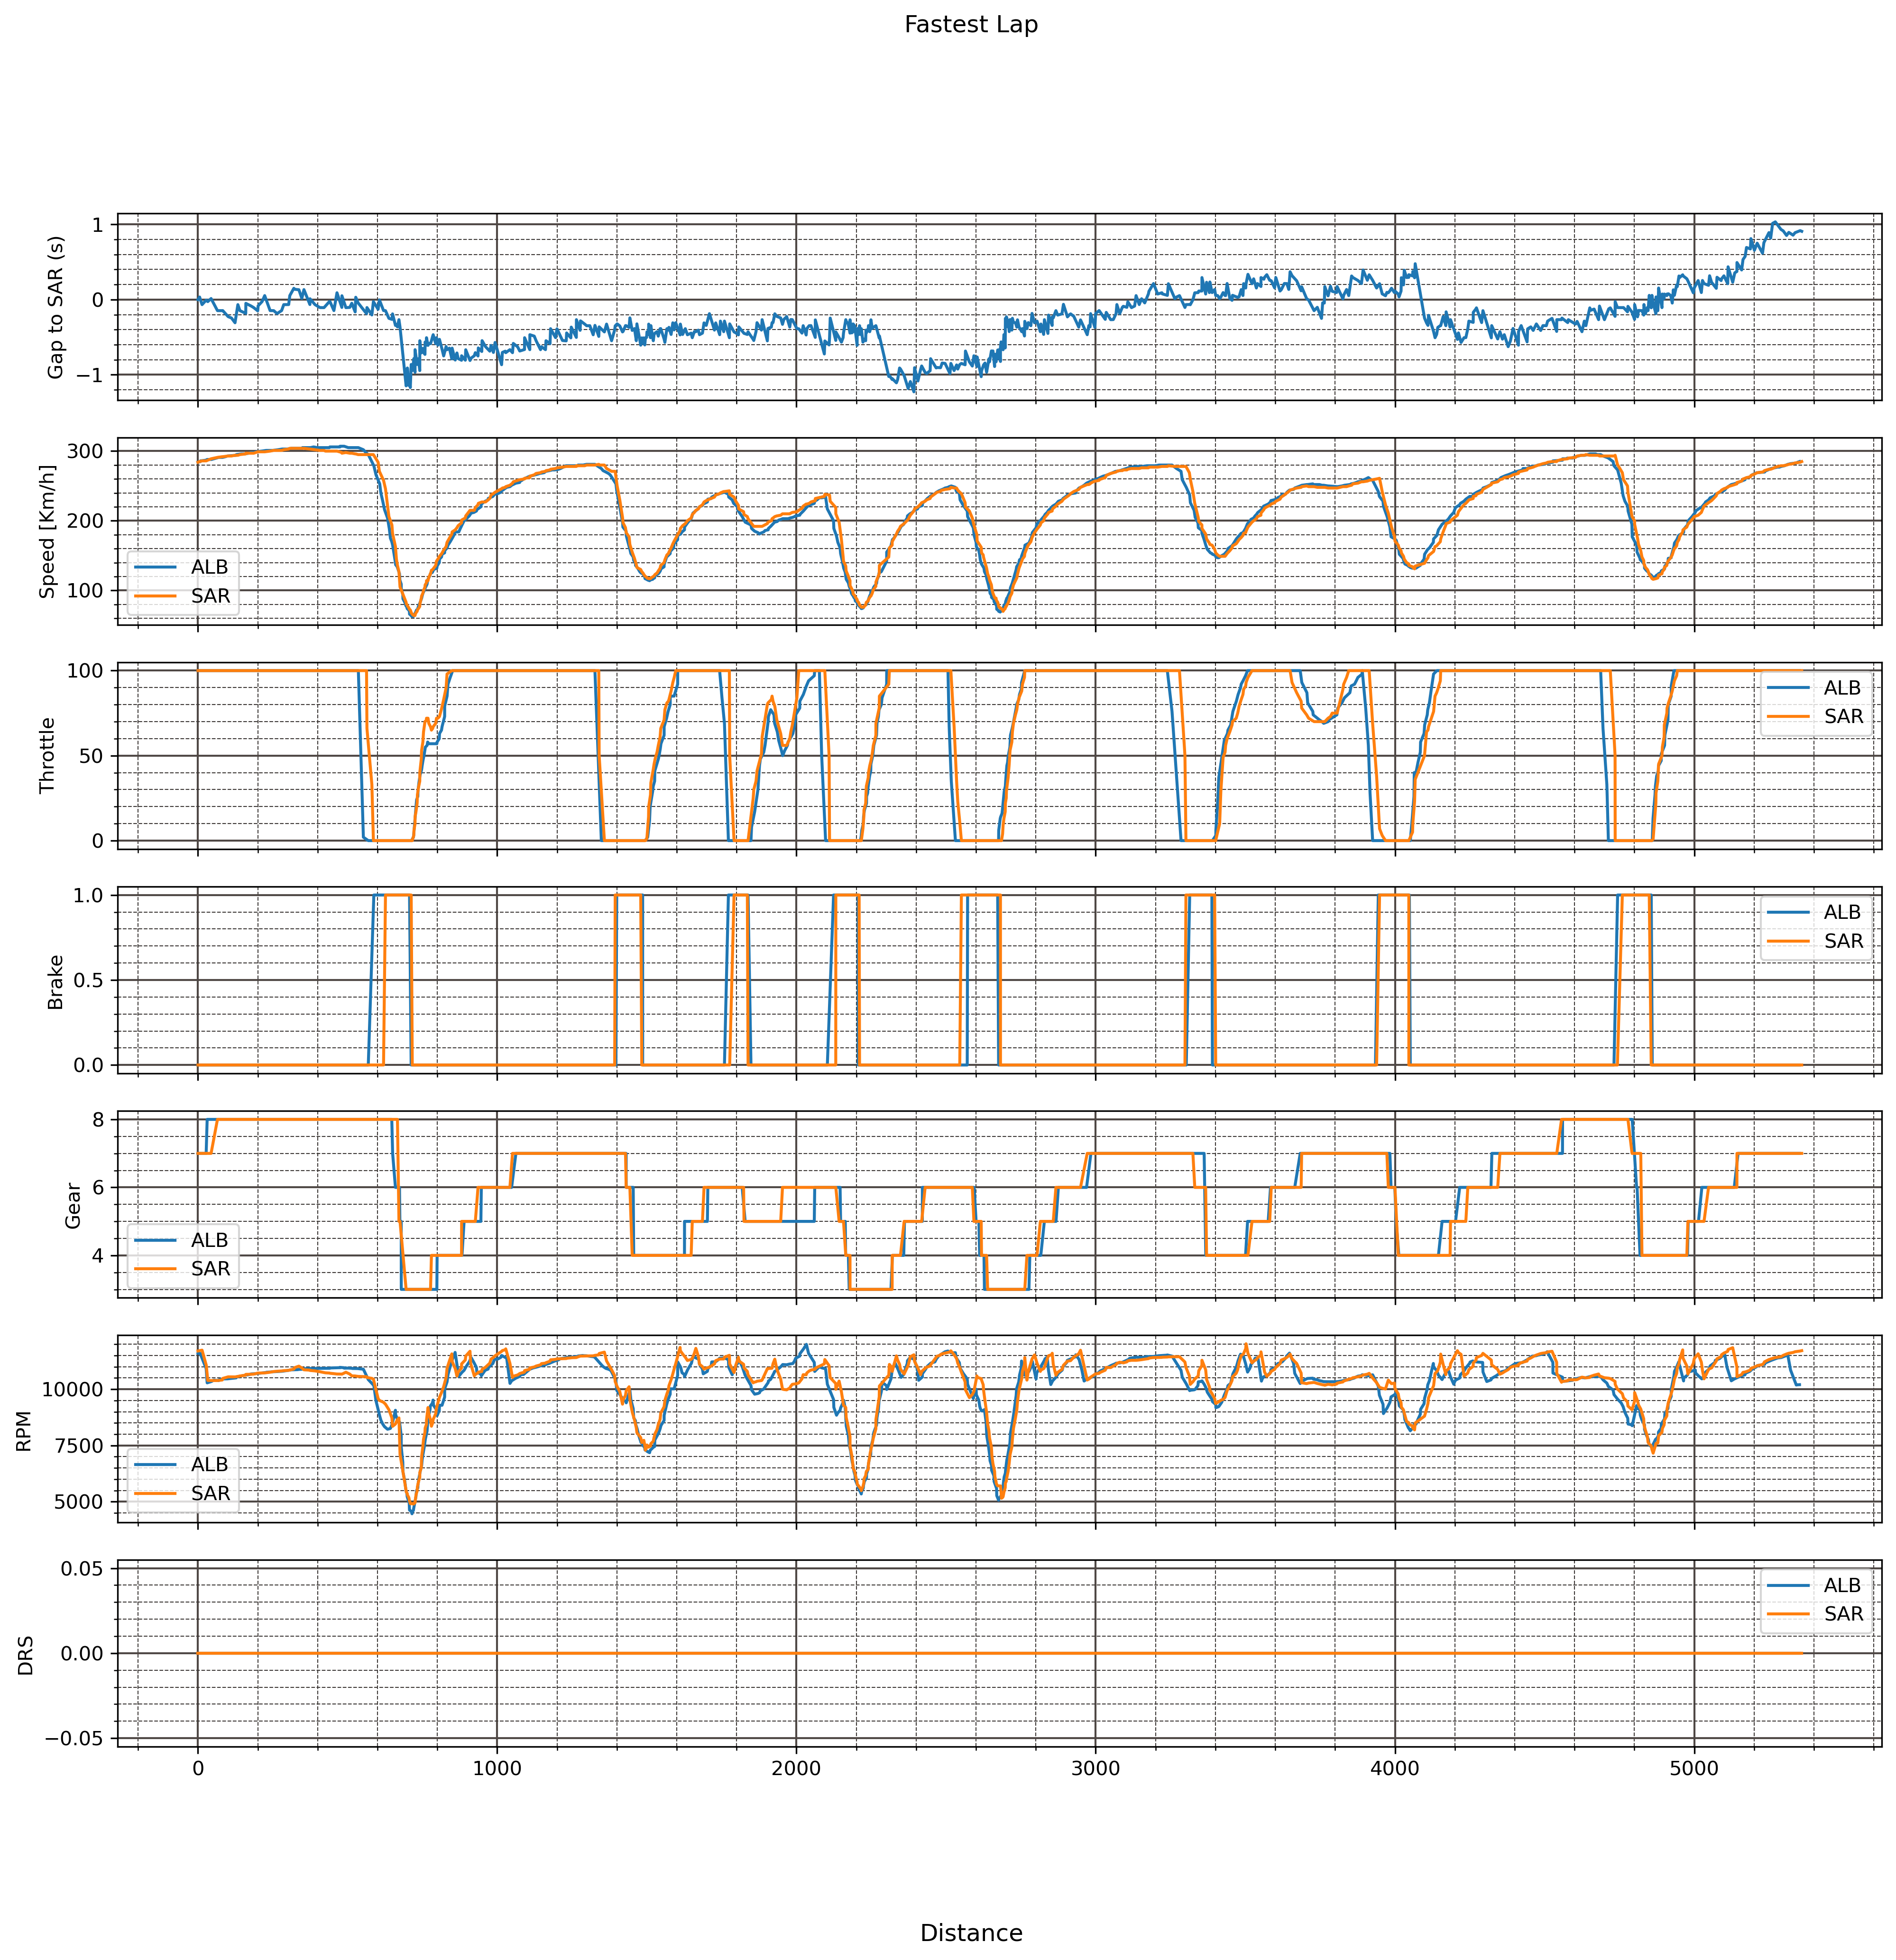 Fastest Lap
Gap to SAR (s)
1
0
−1
Speed [Km/h]
300
200
100
ALB
SAR
Throttle
100
50
0
ALB
SAR
Brake
1.0
0.5
0.0
ALB
SAR
Gear
8
6
4
ALB
SAR
RPM
10000
7500
5000
ALB
SAR
DRS
0.05
0.00
−0.05
ALB
SAR
0 1000 2000 3000 4000 5000
Distance